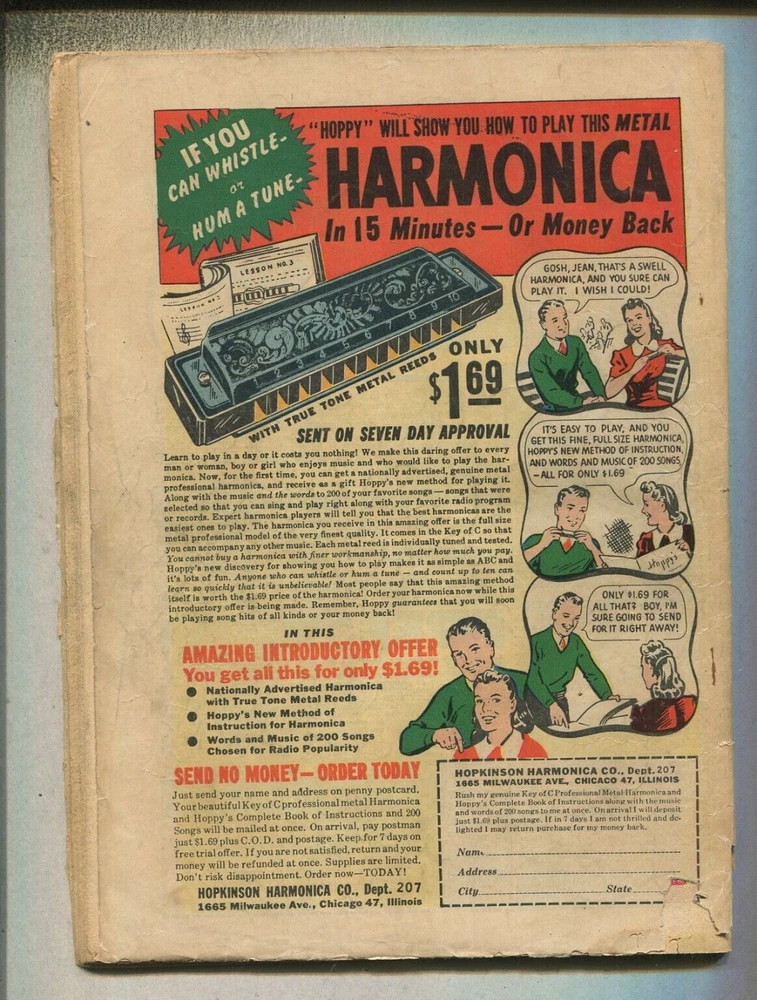 IF YOU
CAN WHISTLE-
or
HUM A TUNE-
"HOPPY" WILL SHOW YOU HOW TO PLAY THIS METAL
HARMONICA
In 15 Minutes — Or Money Back
LESSON NO. 3
LESSON NO. 2
1 2 3 4 5 6 7 8 9 10
WITH TRUE TONE METAL REEDS
ONLY
$1 69
SENT ON SEVEN DAY APPROVAL
GOSH, JEAN, THAT'S A SWELL
HARMONICA, AND YOU SURE CAN
PLAY IT. I WISH I COULD!
IT'S EASY TO PLAY, AND YOU
GET THIS FINE, FULL SIZE HARMONICA,
HOPPY'S NEW METHOD OF INSTRUCTION,
AND WORDS AND MUSIC OF 200 SONGS,
-ALL FOR ONLY $1.69
Hoppy's
ONLY $1.69 FOR
ALL THAT? BOY, I'M
SURE GOING TO SEND
FOR IT RIGHT AWAY!
Learn to play in a day or it costs you nothing! We make this daring offer to every
man or woman, boy or girl who enjoys music and who would like to play the har-
monica. Now, for the first time, you can get a nationally advertised, genuine metal
professional harmonica, and receive as a gift Hoppy's new method for playing it.
Along with the music and the words to 200 of your favorite songs — songs that were
selected so that you can sing and play right along with your favorite radio program
or records. Expert harmonica players will tell you that the best harmonicas are the
easiest ones to play. The harmonica you receive in this amazing offer is the full size
metal professional model of the very finest quality. It comes in the Key of C so that
you can accompany any other music. Each metal reed is individually tuned and tested.
You cannot buy a harmonica with finer workmanship, no matter how much you pay.
Hoppy's new discovery for showing you how to play makes it as simple as ABC and
it's lots of fun. Anyone who can whistle or hum a tune — and count up to ten can
learn so quickly that it is unbelievable! Most people say that this amazing method
itself is worth the $1.69 price of the harmonica! Order your harmonica now while this
introductory offer is being made. Remember, Hoppy guarantees that you will soon
be playing song hits of all kinds or your money back!
IN THIS
AMAZING INTRODUCTORY OFFER
You get all this for only $1.69!
● Nationally Advertised Harmonica
with True Tone Metal Reeds
● Hoppy's New Method of
Instruction for Harmonica
● Words and Music of 200 Songs
Chosen for Radio Popularity
SEND NO MONEY— ORDER TODAY
Just send your name and address on penny postcard.
Your beautiful Key of C professional metal Harmonica
and Hoppy's Complete Book of Instructions and 200
Songs will be mailed at once. On arrival, pay postman
just $1.69 plus C.O.D. and postage. Keep for 7 days on
free trial offer. If you are not satisfied, return and your
money will be refunded at once. Supplies are limited.
Don't risk disappointment. Order now—TODAY!
HOPKINSON HARMONICA CO., Dept. 207
1665 Milwaukee Ave., Chicago 47, Illinois
HOPKINSON HARMONICA CO., Dept. 207
1665 MILWAUKEE AVE., CHICACO 47, ILLINOIS
Rush my genuine Key of C Professional Metal Harmonica and
Hoppy's Complete Book of Instructions along with the music
and words of 200 songs to me at once. On arrival I will deposit
just $1.69 plus postage. If in 7 days I am not thrilled and de-
lighted I may return purchase for my money back.
Name
Address
City State